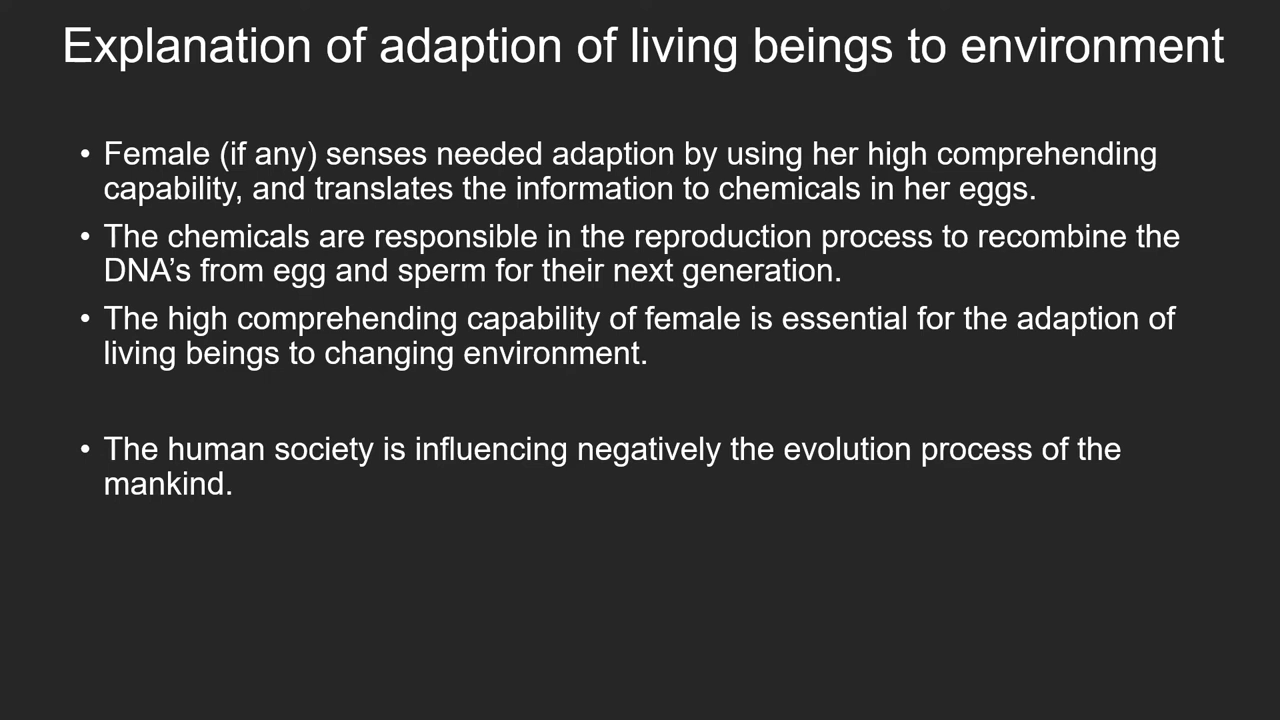 Explanation of adaption of living beings to environment
• Female (if any) senses needed adaption by using her high comprehending
capability, and translates the information to chemicals in her eggs.
• The chemicals are responsible in the reproduction process to recombine the
DNA’s from egg and sperm for their next generation.
• The high comprehending capability of female is essential for the adaption of
living beings to changing environment.
• The human society is influencing negatively the evolution process of the
mankind.